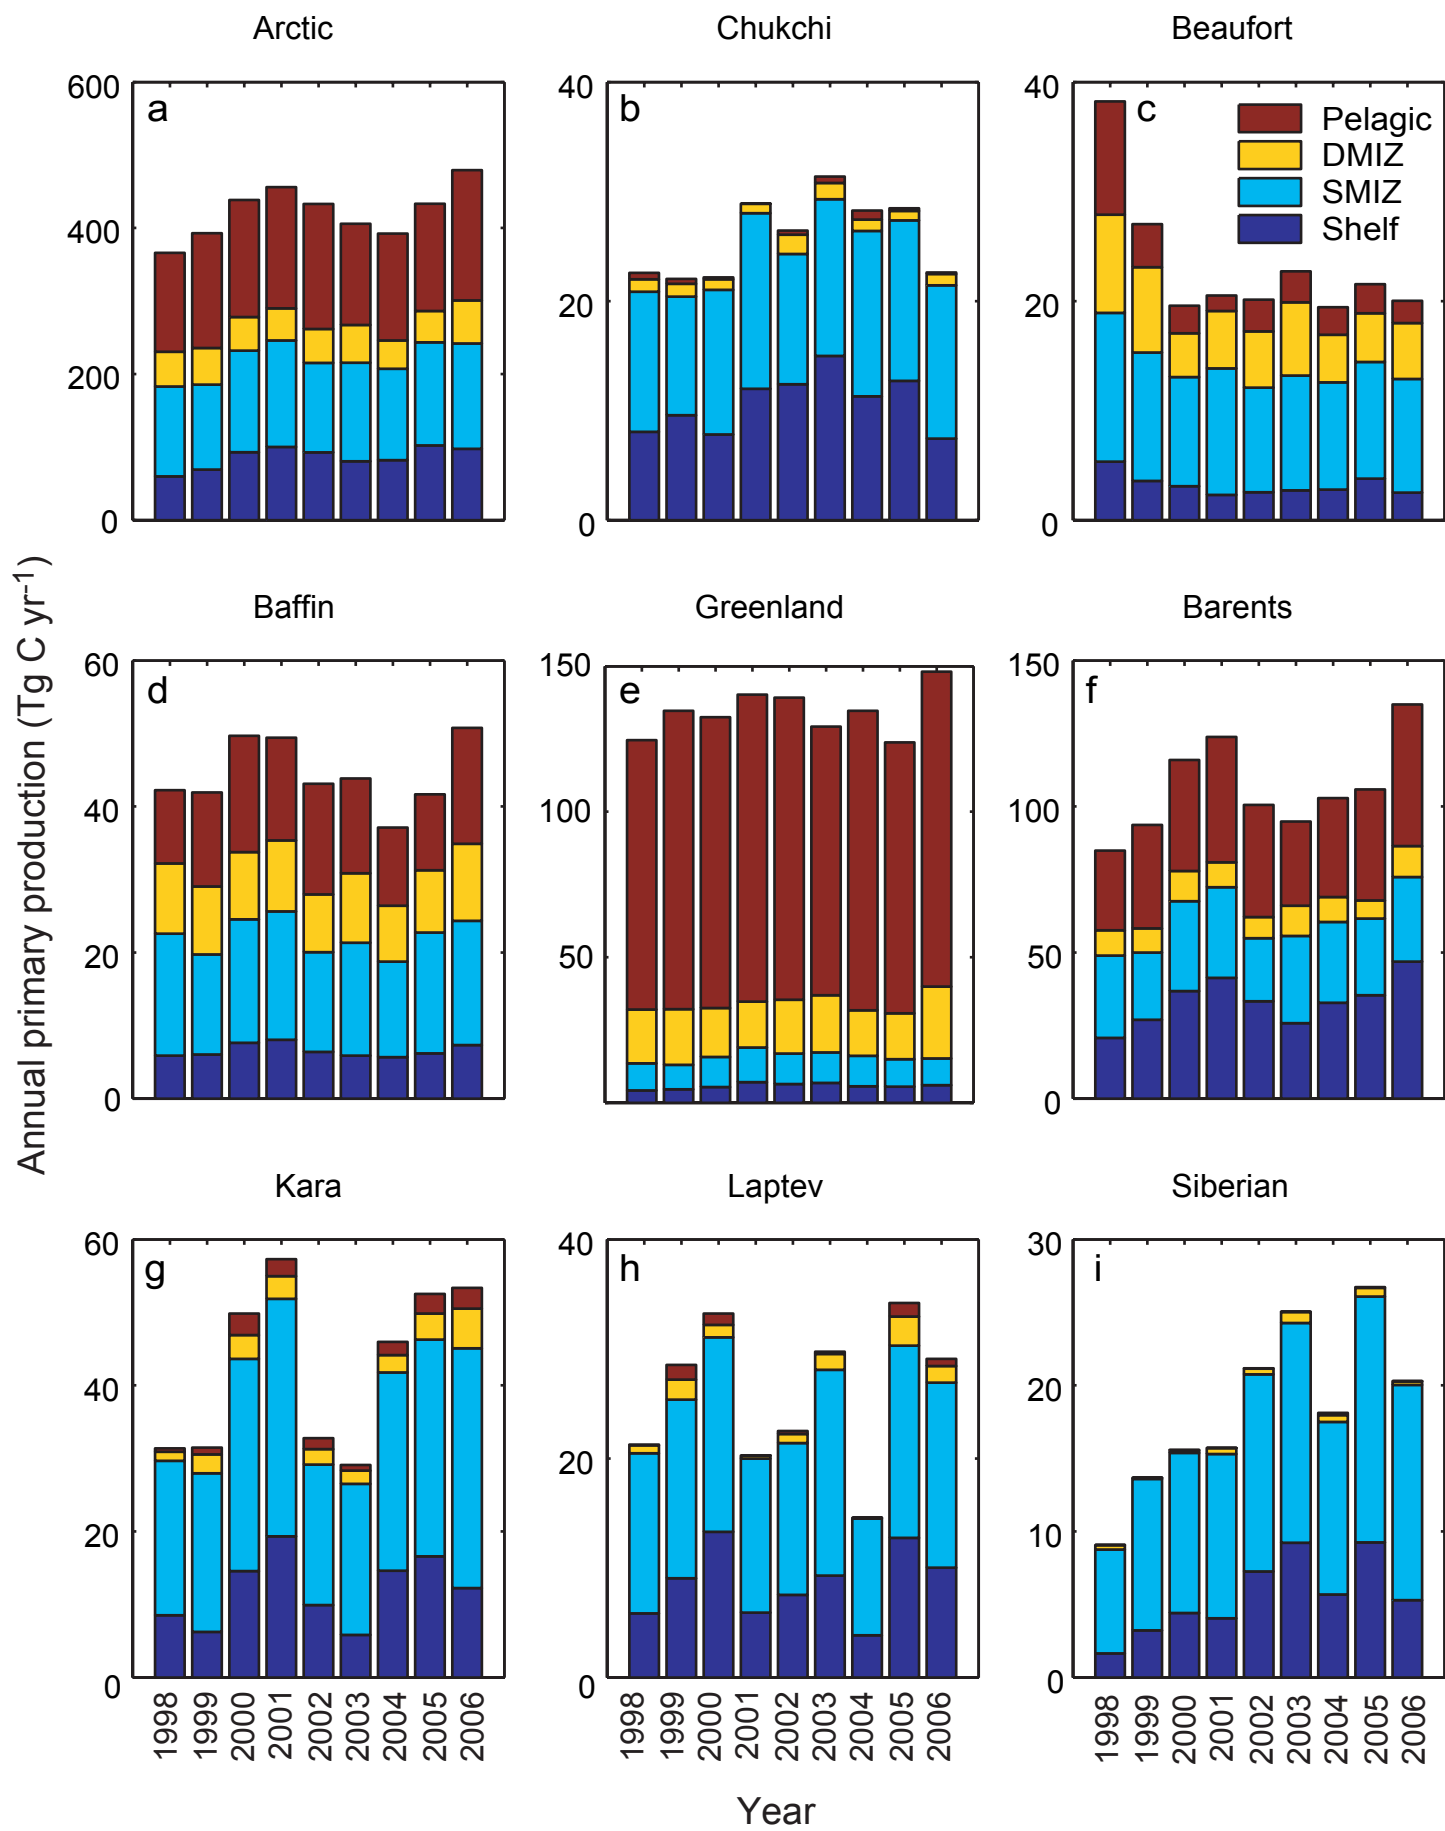 Arctic
Chukchi
Beaufort
600
400
200
0
a
40
20
0
b
40
20
0
c
Pelagic
DMIZ
SMIZ
Shelf
Annual primary production (Tg C yr-1)
Baffin
Greenland
Barents
60
40
20
0
d
150
100
50
e
150
100
50
0
f
Kara
Laptev
Siberian
60
40
20
0
g
40
20
0
h
30
20
10
0
i
1998 1999 2000 2001 2002 2003 2004 2005 2006
1998 1999 2000 2001 2002 2003 2004 2005 2006
1998 1999 2000 2001 2002 2003 2004 2005 2006
Year